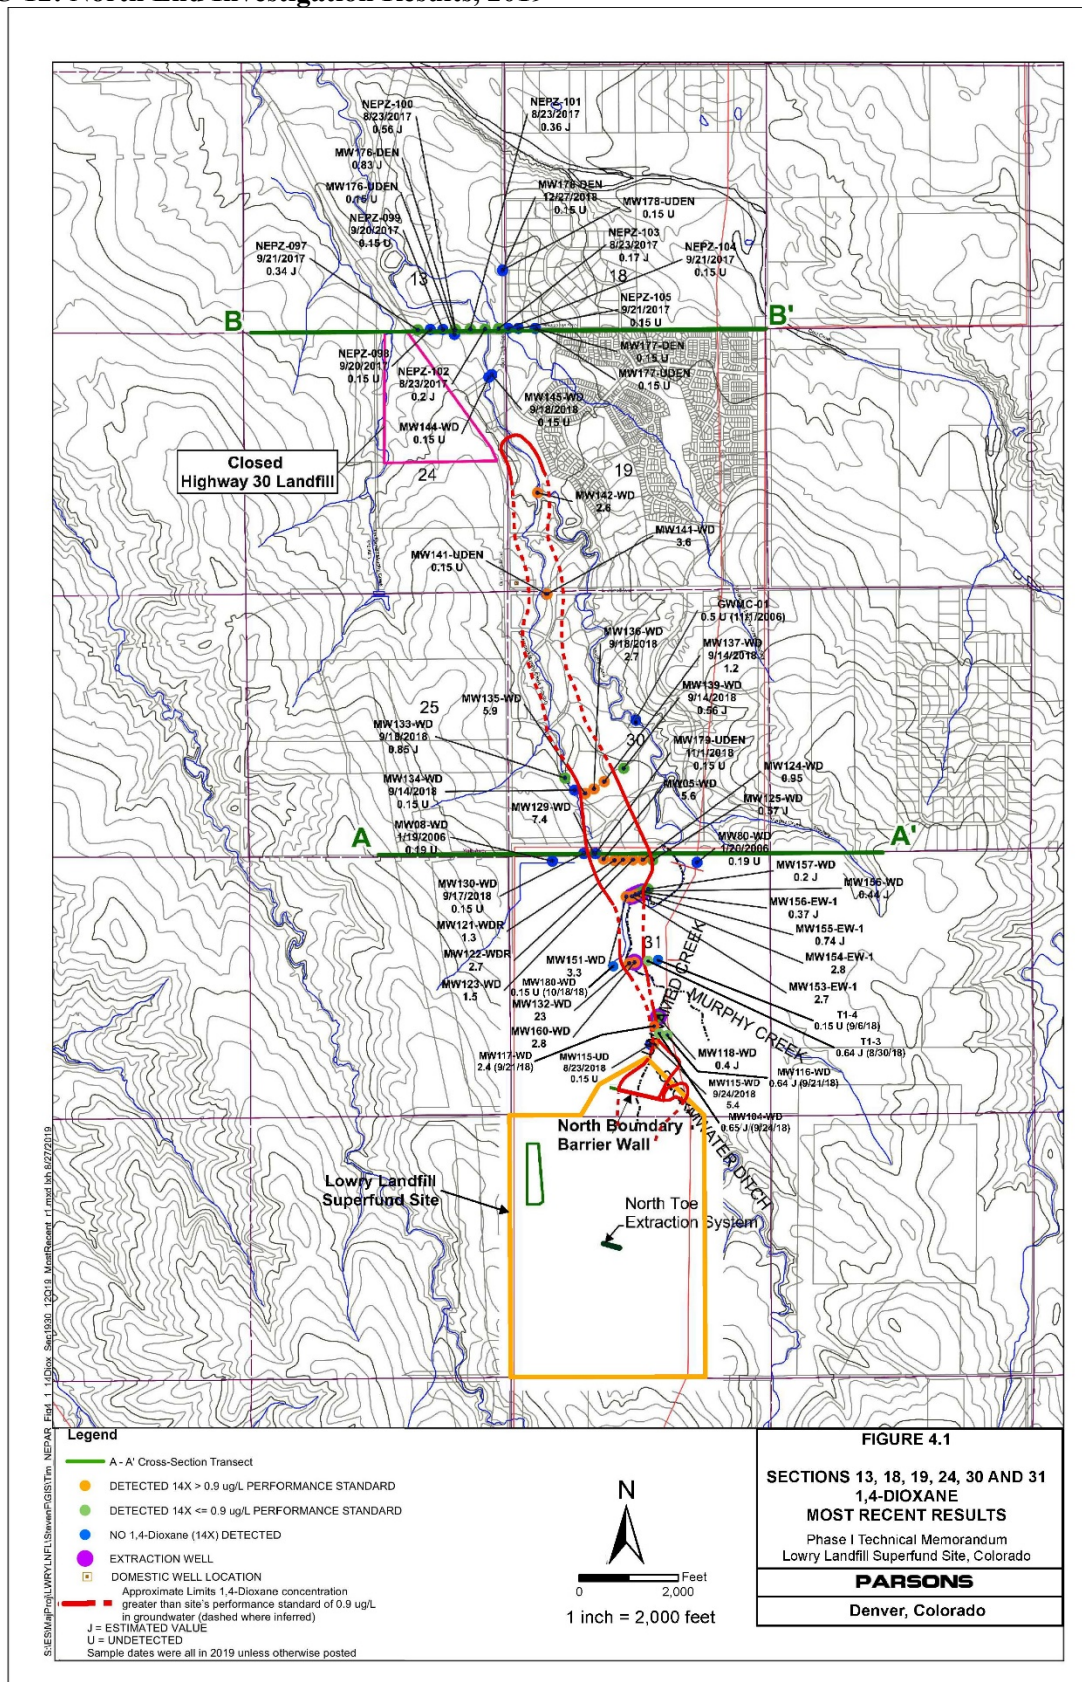 NEPZ-100
8/23/2017
0.56 J
NEPZ-101
8/23/2017
0.36 J
MW176-DEN
0.83 J
MW176-UDEN
0.15 U
MW178-DEN
12/27/2018
0.15 U
MW178-UDEN
0.15 U
NEPZ-099
9/20/2017
0.15 U
NEPZ-103
8/23/2017
0.17 J
NEPZ-097
9/21/2017
0.34 J
NEPZ-104
9/21/2017
0.15 U
13
18
NEPZ-105
9/21/2017
0.15 U
B
B'
MW177-DEN
0.15 U
MW177-UDEN
0.15 U
NEPZ-098
9/20/2017
0.15 U
NEPZ-102
8/23/2017
0.2 J
MW145-WD
9/18/2018
0.15 U
MW144-WD
0.15 U
Closed
Highway 30 Landfill
24
19
MW142-WD
2.6
MW141-WD
3.6
MW141-UDEN
0.15 U
GWMC-01
0.5 U (11/1/2006)
MW136-WD
9/18/2018
2.7
MW137-WD
9/14/2018
1.2
MW139-WD
9/14/2018
0.56 J
MW135-WD
5.9
25
MW133-WD
9/18/2018
0.85 J
30
MW179-UDEN
11/1/2018
0.15 U
MW134-WD
9/14/2018
0.15 U
MW124-WD
0.95
MW05-WD
5.6
MW125-WD
0.57 J
MW129-WD
7.4
MW08-WD
1/19/2006
0.19 U
MW80-WD
1/20/2006
0.19 U
A
A'
MW157-WD
0.2 J
MW156-WD
0.44 J
MW130-WD
9/17/2018
0.15 U
MW156-EW-1
0.37 J
MW121-WDR
1.3
MW155-EW-1
0.74 J
MW122-WDR
2.7
MW154-EW-1
2.8
31
MW151-WD
3.3
MW123-WD
1.5
MW180-WD
0.15 U (10/18/18)
MW153-EW-1
2.7
MW132-WD
23
T1-4
0.15 U (9/6/18)
MURPHY CREEK
MW160-WD
2.8
T1-3
0.64 J (8/30/18)
MW117-WD
2.4 (9/21/18)
MW115-UD
8/23/2018
0.15 U
MW118-WD
0.4 J
MW116-WD
0.64 J (9/21/18)
MW115-WD
9/24/2018
5.4
0.65 J (9/24/18)
North Boundary
Barrier Wall
Lowry Landfill
Superfund Site
North Toe
Extraction System
Legend
A - A' Cross-Section Transect
DETECTED 14X > 0.9 ug/L PERFORMANCE STANDARD
DETECTED 14X <= 0.9 ug/L PERFORMANCE STANDARD
NO 1,4-Dioxane (14X) DETECTED
EXTRACTION WELL
DOMESTIC WELL LOCATION
Approximate Limits 1,4-Dioxane concentration
greater than site's performance standard of 0.9 ug/L
in groundwater (dashed where inferred)
J = ESTIMATED VALUE
U = UNDETECTED
Sample dates were all in 2019 unless otherwise posted
N
Feet
0 2,000
1 inch = 2,000 feet
FIGURE 4.1
SECTIONS 13, 18, 19, 24, 30 AND 31
1,4-DIOXANE
MOST RECENT RESULTS
Phase I Technical Memorandum
Lowry Landfill Superfund Site, Colorado
PARSONS
Denver, Colorado